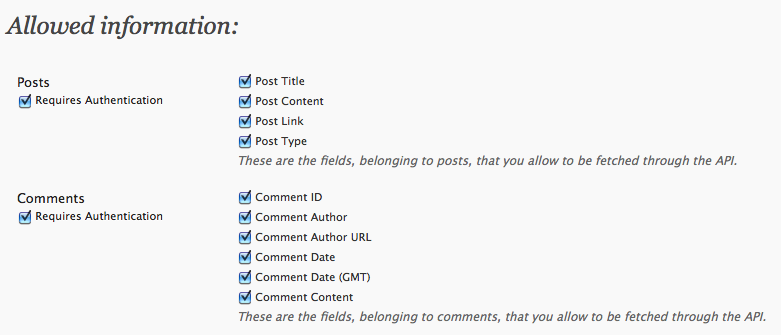 Allowed information:
Posts
Requires Authentication
Post Title
Post Content
Post Link
Post Type
These are the fields, belonging to posts, that you allow to be fetched through the API.
Comments
Requires Authentication
Comment ID
Comment Author
Comment Author URL
Comment Date
Comment Date (GMT)
Comment Content
These are the fields, belonging to comments, that you allow to be fetched through the API.